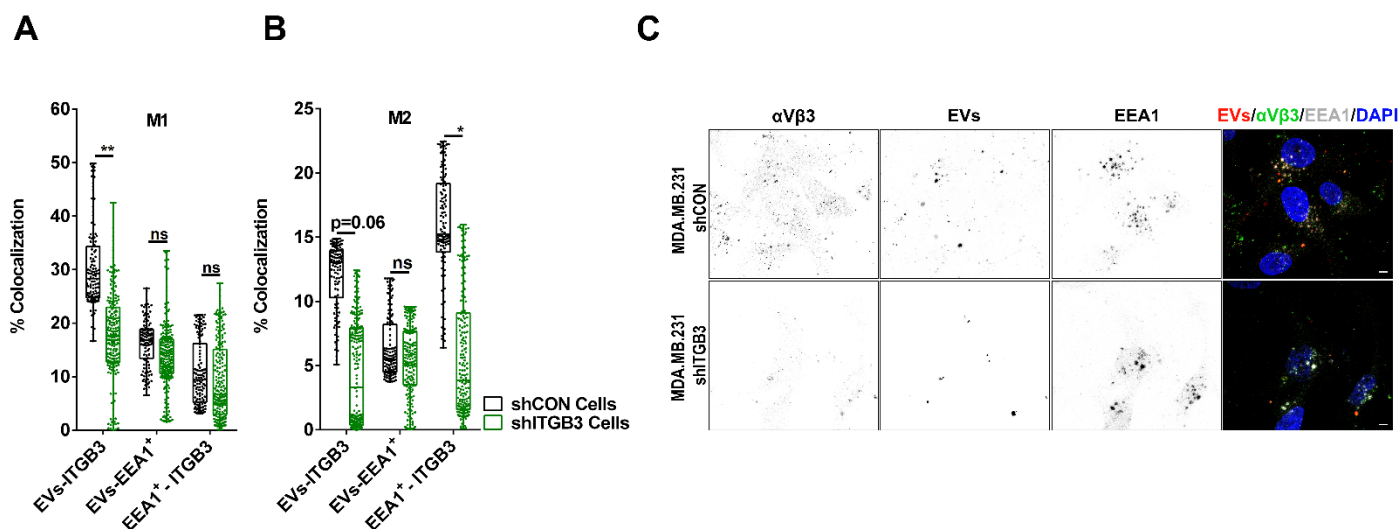 A
B
C
M1
% Colocalization
60
50
40
30
20
10
0
**
ns
ns
EVs-ITGB3
EVs-EEA1⁺
EEA1⁺- ITGB3
M2
% Colocalization
25
20
15
10
5
0
p=0.06
ns
*
EVs-ITGB3
EVs-EEA1⁺
EEA1⁺ - ITGB3
shCON Cells
shITGB3 Cells
αVβ3
EVs
EEA1
EVs/αVβ3/EEA1/DAPI
MDA.MB.231
shCON
MDA.MB.231
shITGB3